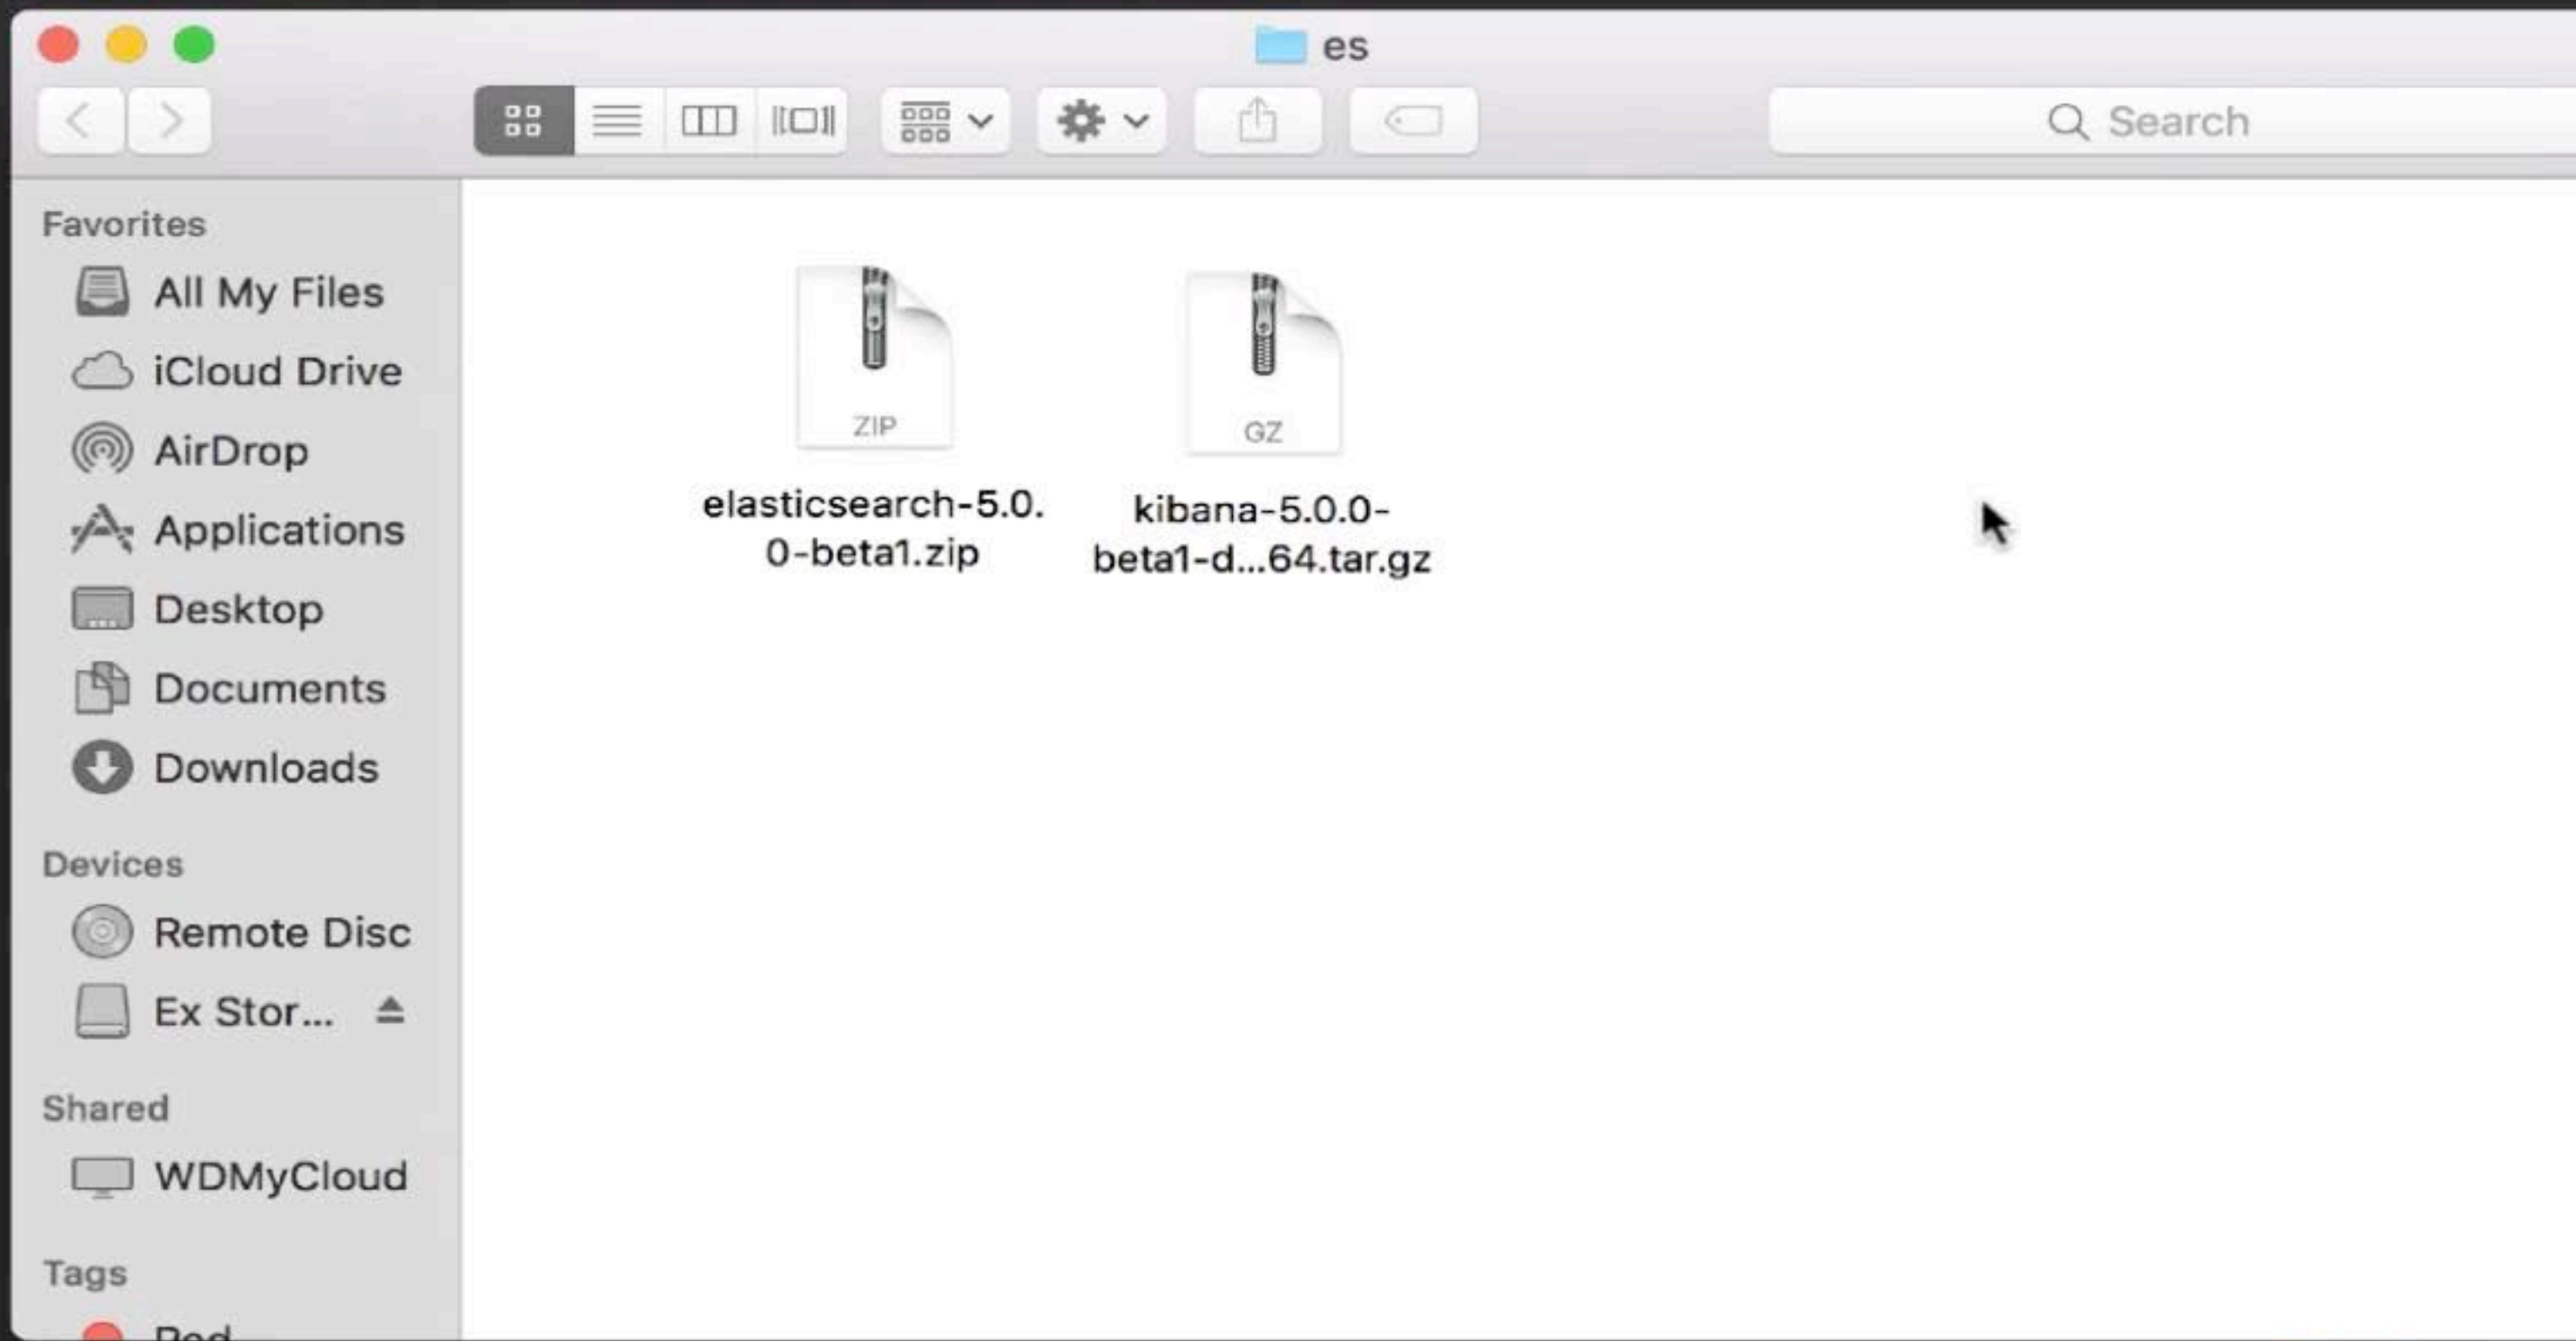 es
Search
Favorites
All My Files
iCloud Drive
AirDrop
Applications
Desktop
Documents
Downloads
Devices
Remote Disc
Ex Stor...
Shared
WDMyCloud
Tags
Red
ZIP
elasticsearch-5.0.
0-beta1.zip
GZ
kibana-5.0.0-
beta1-d...64.tar.gz